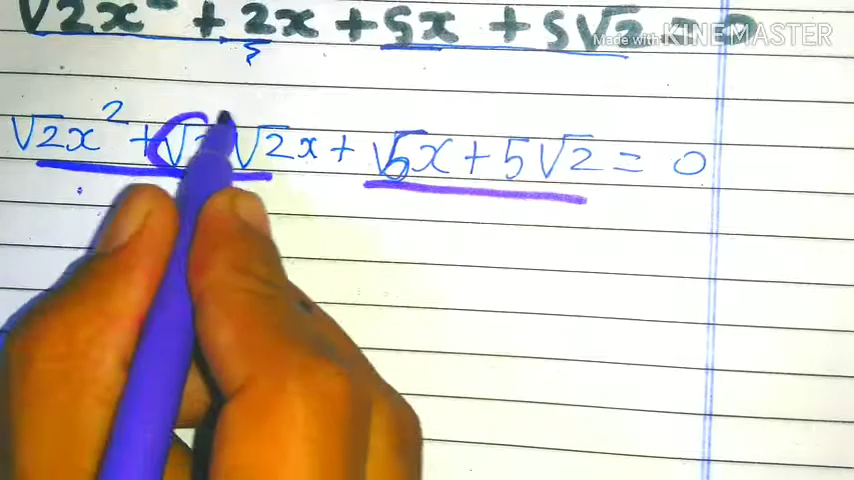 √2x² + 2x + 5x + 5√2 = 0
Made with KINEMASTER
√2x² + √2 √2x + 5x + 5√2 = 0